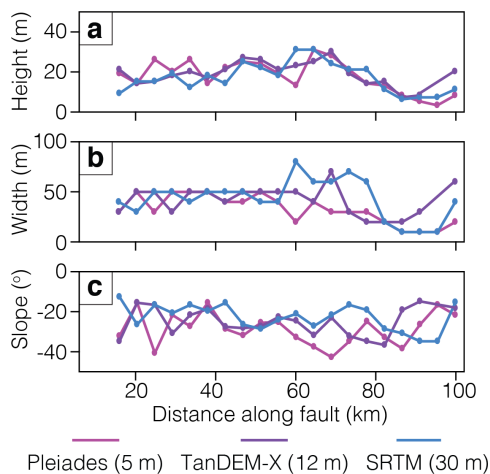 a
Height (m)
40
20
0
b
Width (m)
100
50
0
c
Slope (°)
0
-20
-40
20 40 60 80 100
Distance along fault (km)
Pleiades (5 m) TanDEM-X (12 m) SRTM (30 m)